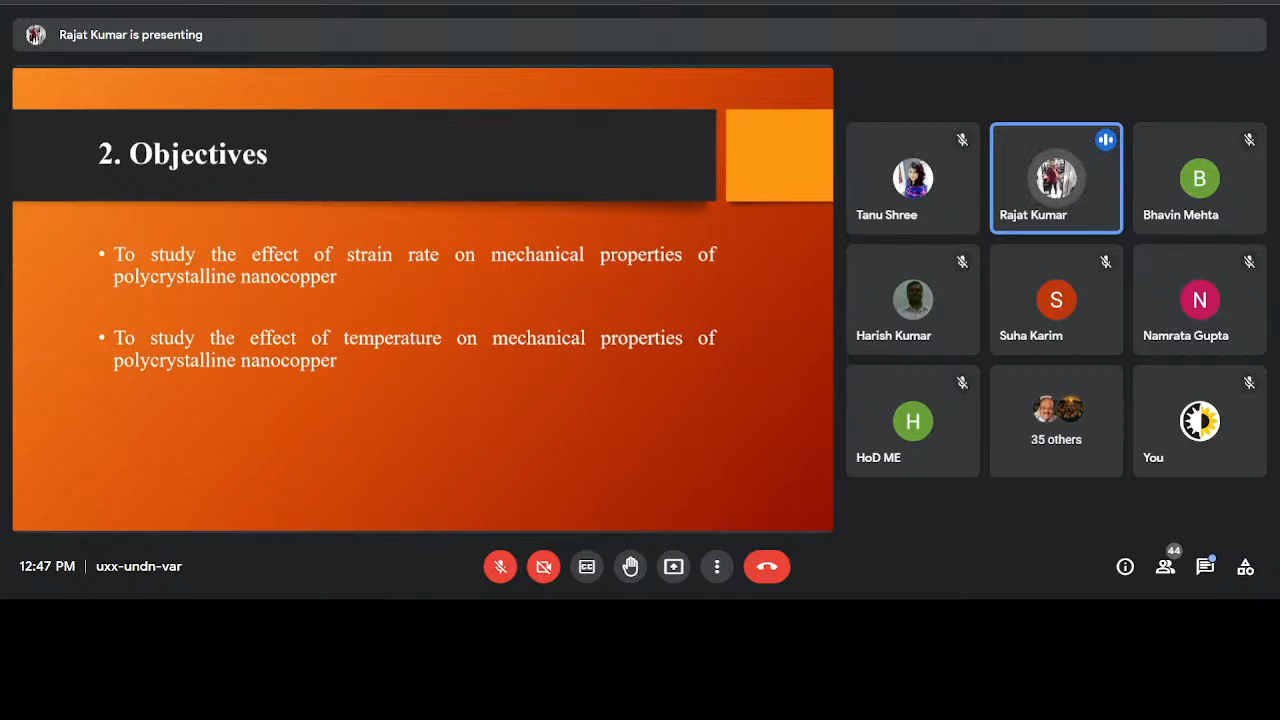 Rajat Kumar is presenting
2. Objectives
• To study the effect of strain rate on mechanical properties of
polycrystalline nanocopper
• To study the effect of temperature on mechanical properties of
polycrystalline nanocopper
Tanu Shree
Rajat Kumar
B
Bhavin Mehta
Harish Kumar
S
Suha Karim
N
Namrata Gupta
H
HoD ME
35 others
You
12:47 PM | uxx-undn-var
44